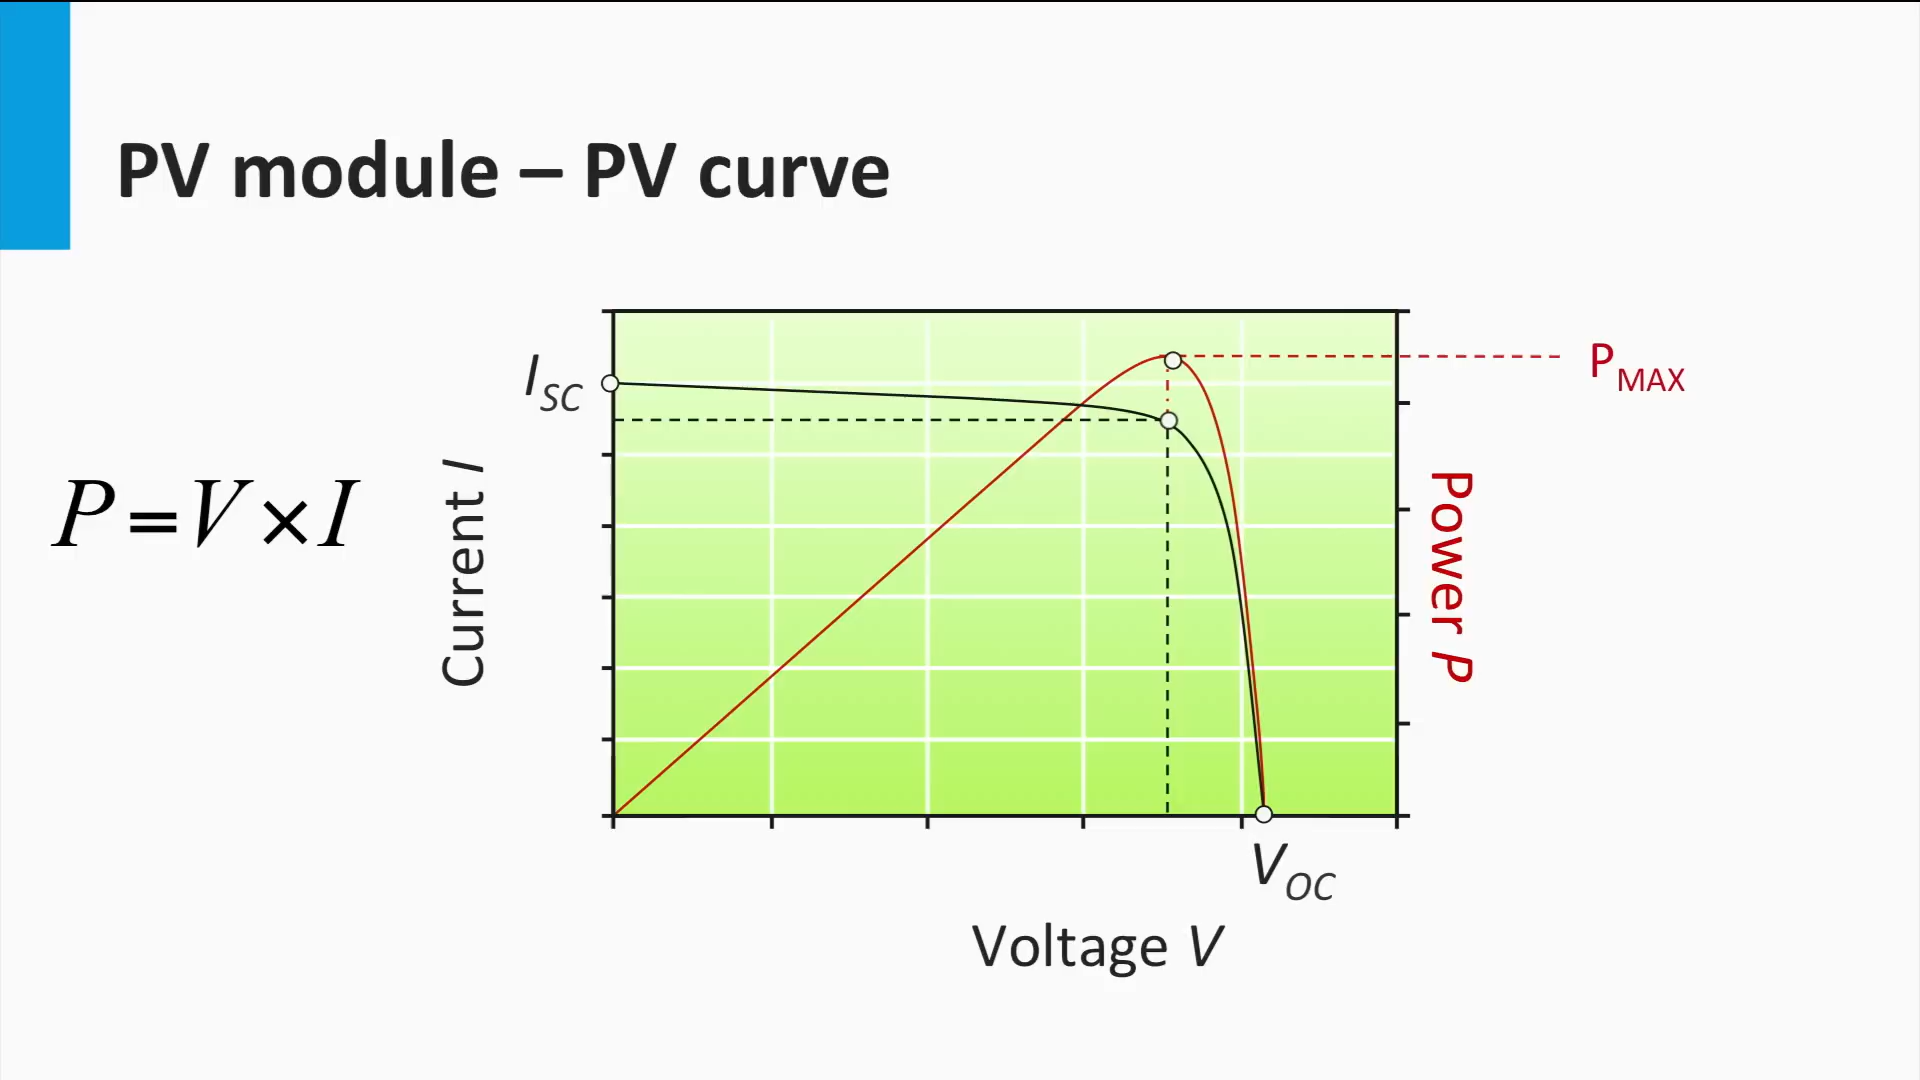 PV module – PV curve
P = V × I
Current I
I_SC
P_MAX
Power P
V_OC
Voltage V